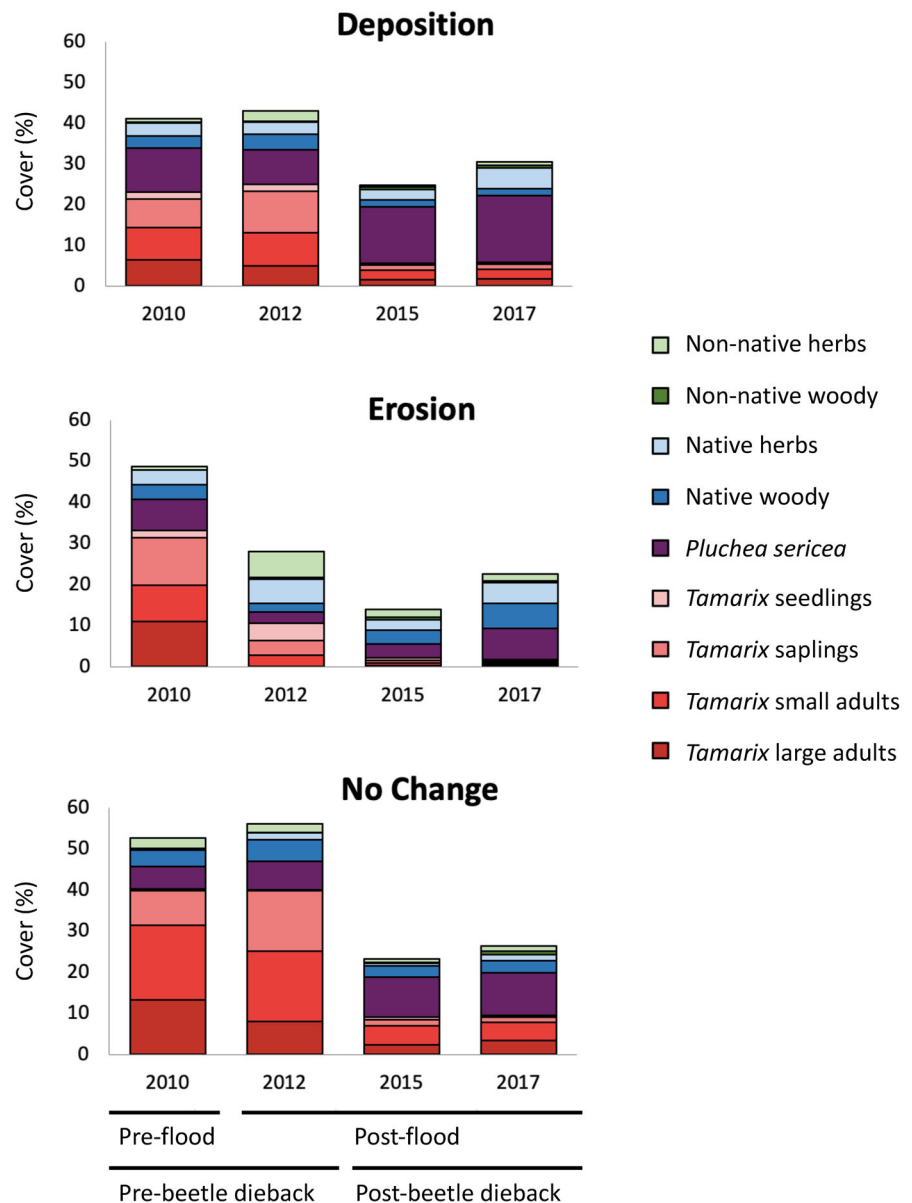 Deposition
Cover (%)
60
50
40
30
20
10
0
2010 2012 2015 2017
Erosion
Cover (%)
60
50
40
30
20
10
0
2010 2012 2015 2017
No Change
Cover (%)
60
50
40
30
20
10
0
2010 2012 2015 2017
Pre-flood Post-flood
Pre-beetle dieback Post-beetle dieback
Non-native herbs
Non-native woody
Native herbs
Native woody
Pluchea sericea
Tamarix seedlings
Tamarix saplings
Tamarix small adults
Tamarix large adults